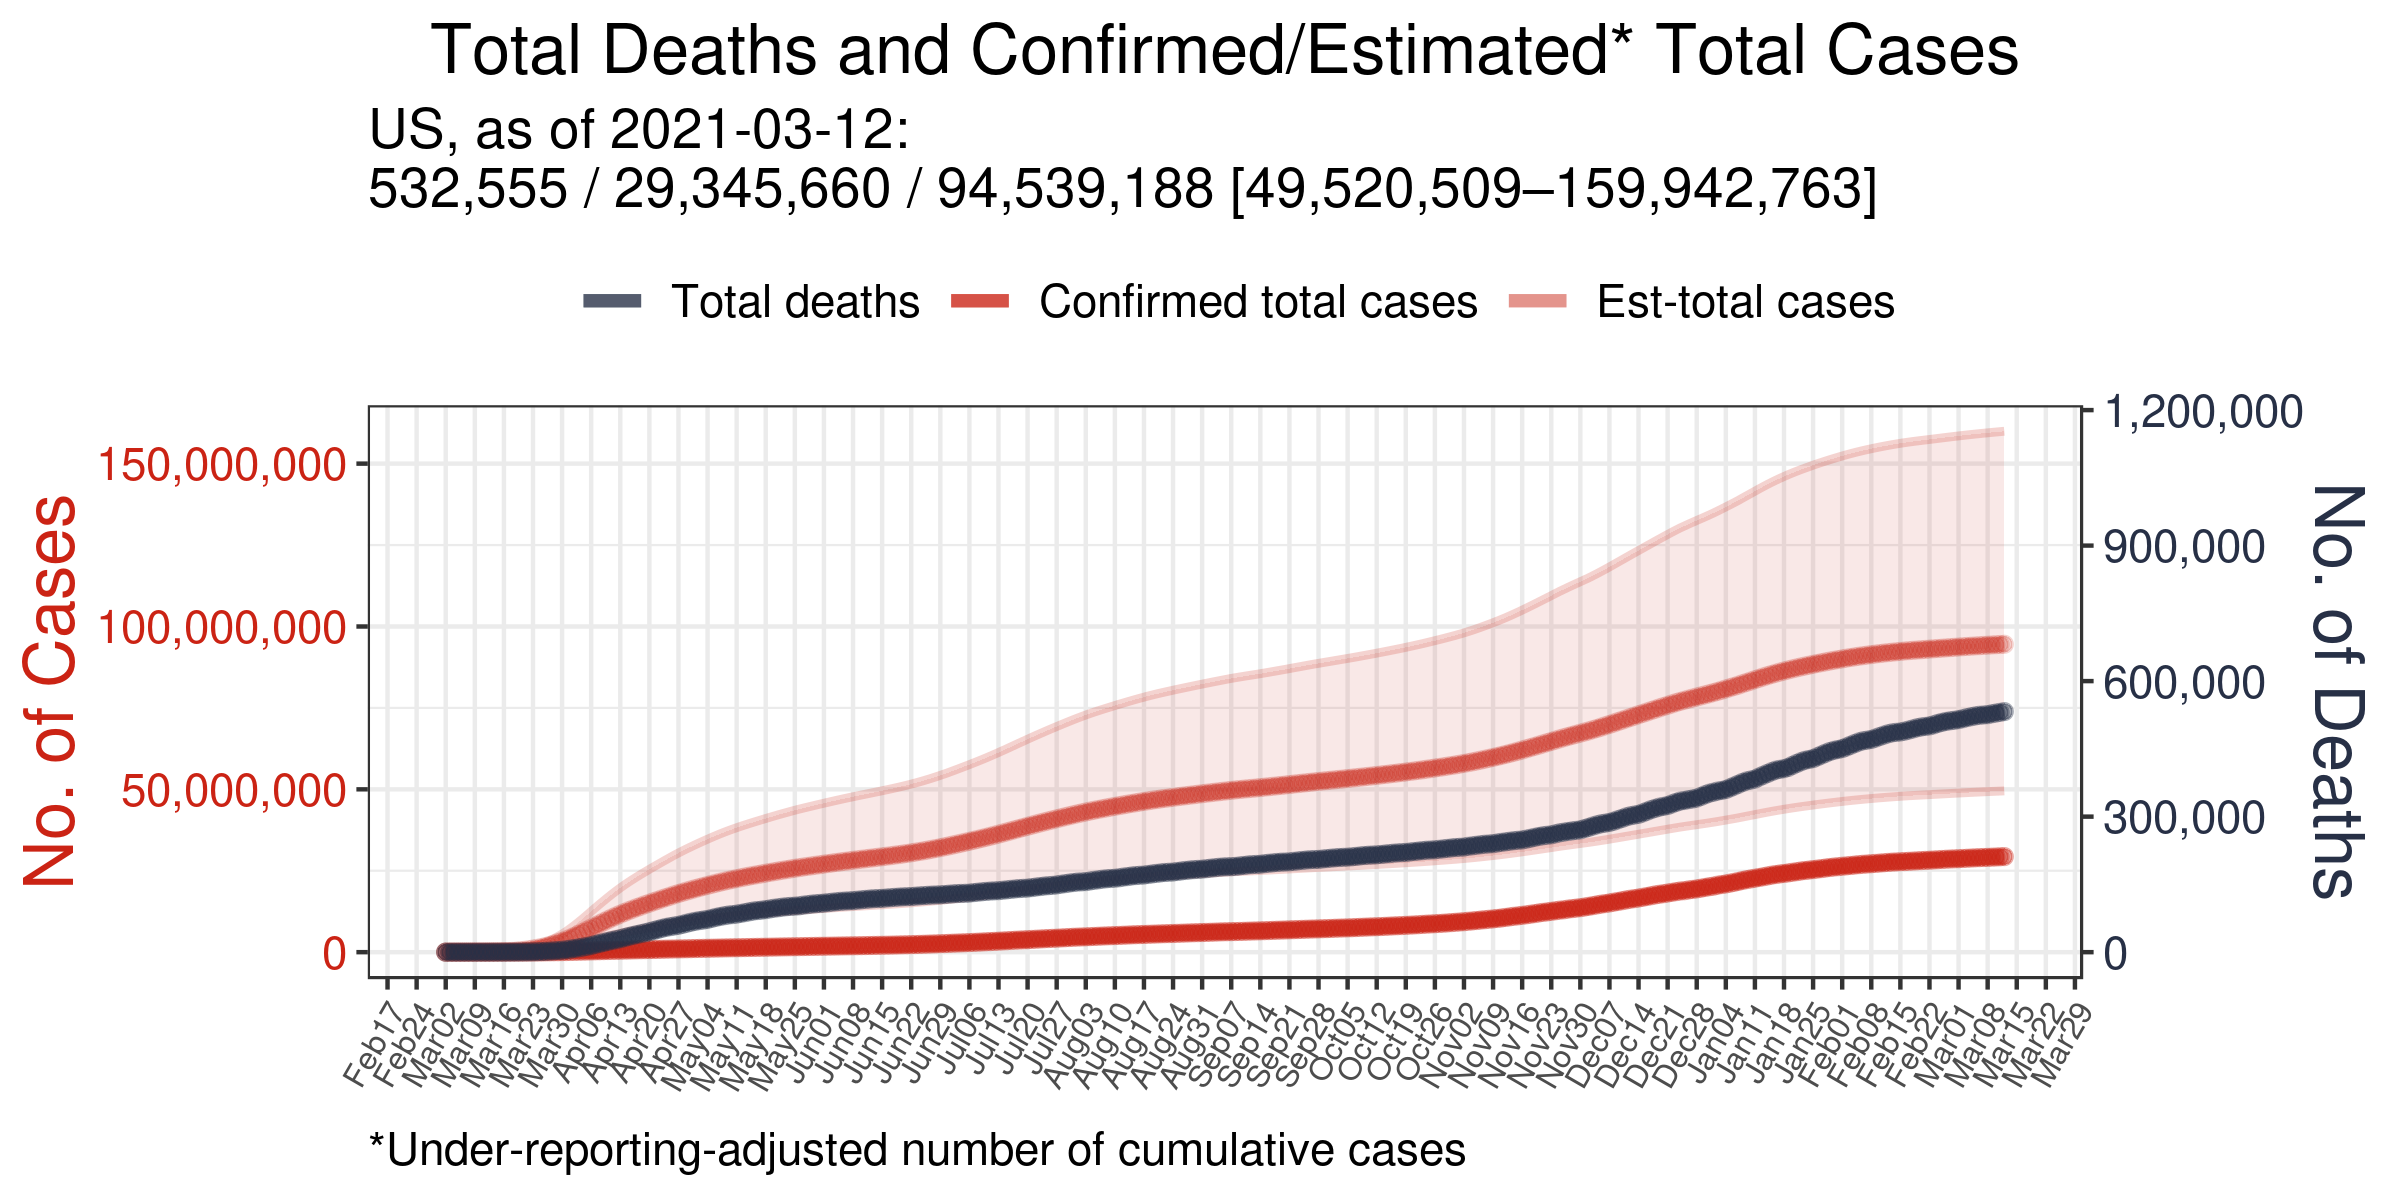 Total Deaths and Confirmed/Estimated* Total Cases
US, as of 2021-03-12:
532,555 / 29,345,660 / 94,539,188 [49,520,509–159,942,763]
Total deaths
Confirmed total cases
Est-total cases
No. of Cases
150,000,000
100,000,000
50,000,000
0
1,200,000
900,000
600,000
300,000
0
No. of Deaths
Feb17
Feb24
Mar02
Mar09
Mar16
Mar23
Mar30
Apr06
Apr13
Apr20
Apr27
May04
May11
May18
May25
Jun01
Jun08
Jun15
Jun22
Jun29
Jul06
Jul13
Jul20
Jul27
Aug03
Aug10
Aug17
Aug24
Aug31
Sep07
Sep14
Sep21
Sep28
Oct05
Oct12
Oct19
Oct26
Nov02
Nov09
Nov16
Nov23
Nov30
Dec07
Dec14
Dec21
Dec28
Jan04
Jan11
Jan18
Jan25
Feb01
Feb08
Feb15
Feb22
Mar01
Mar08
Mar15
Mar22
Mar29
*Under-reporting-adjusted number of cumulative cases